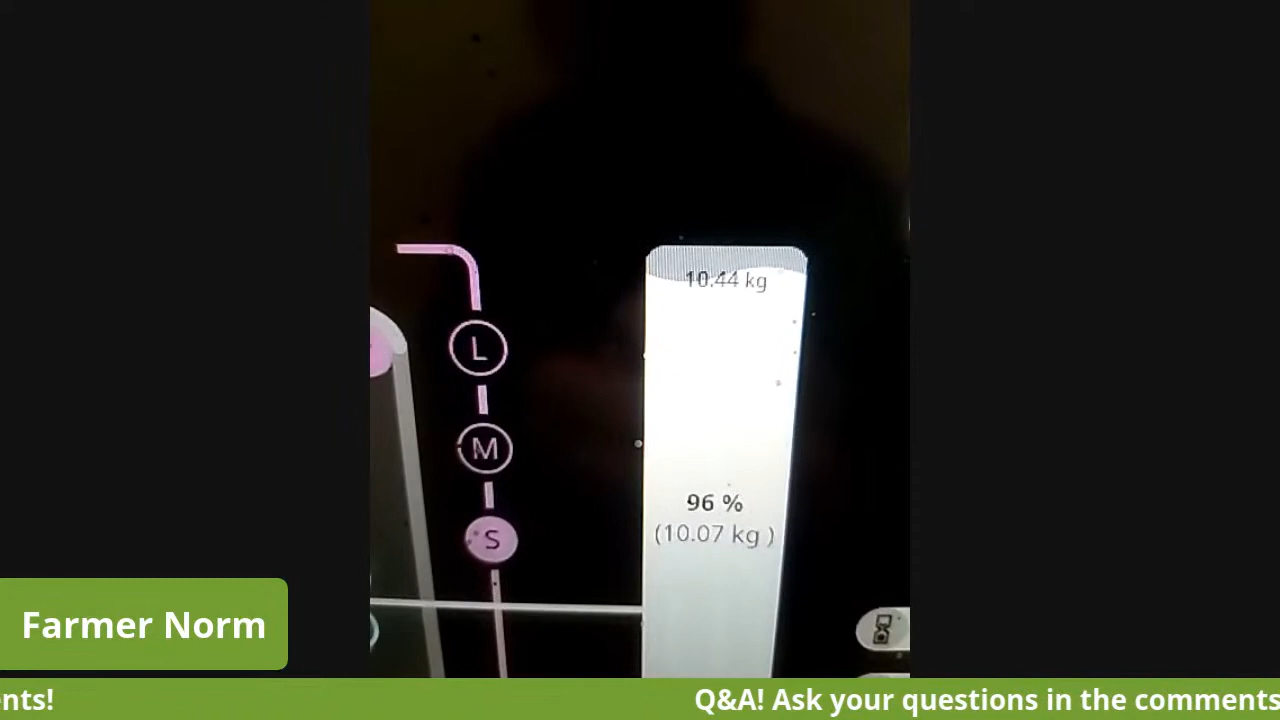 10.44 kg
L
M
96 %
(10.07 kg )
S
Farmer Norm
nts!
Q&A! Ask your questions in the comments